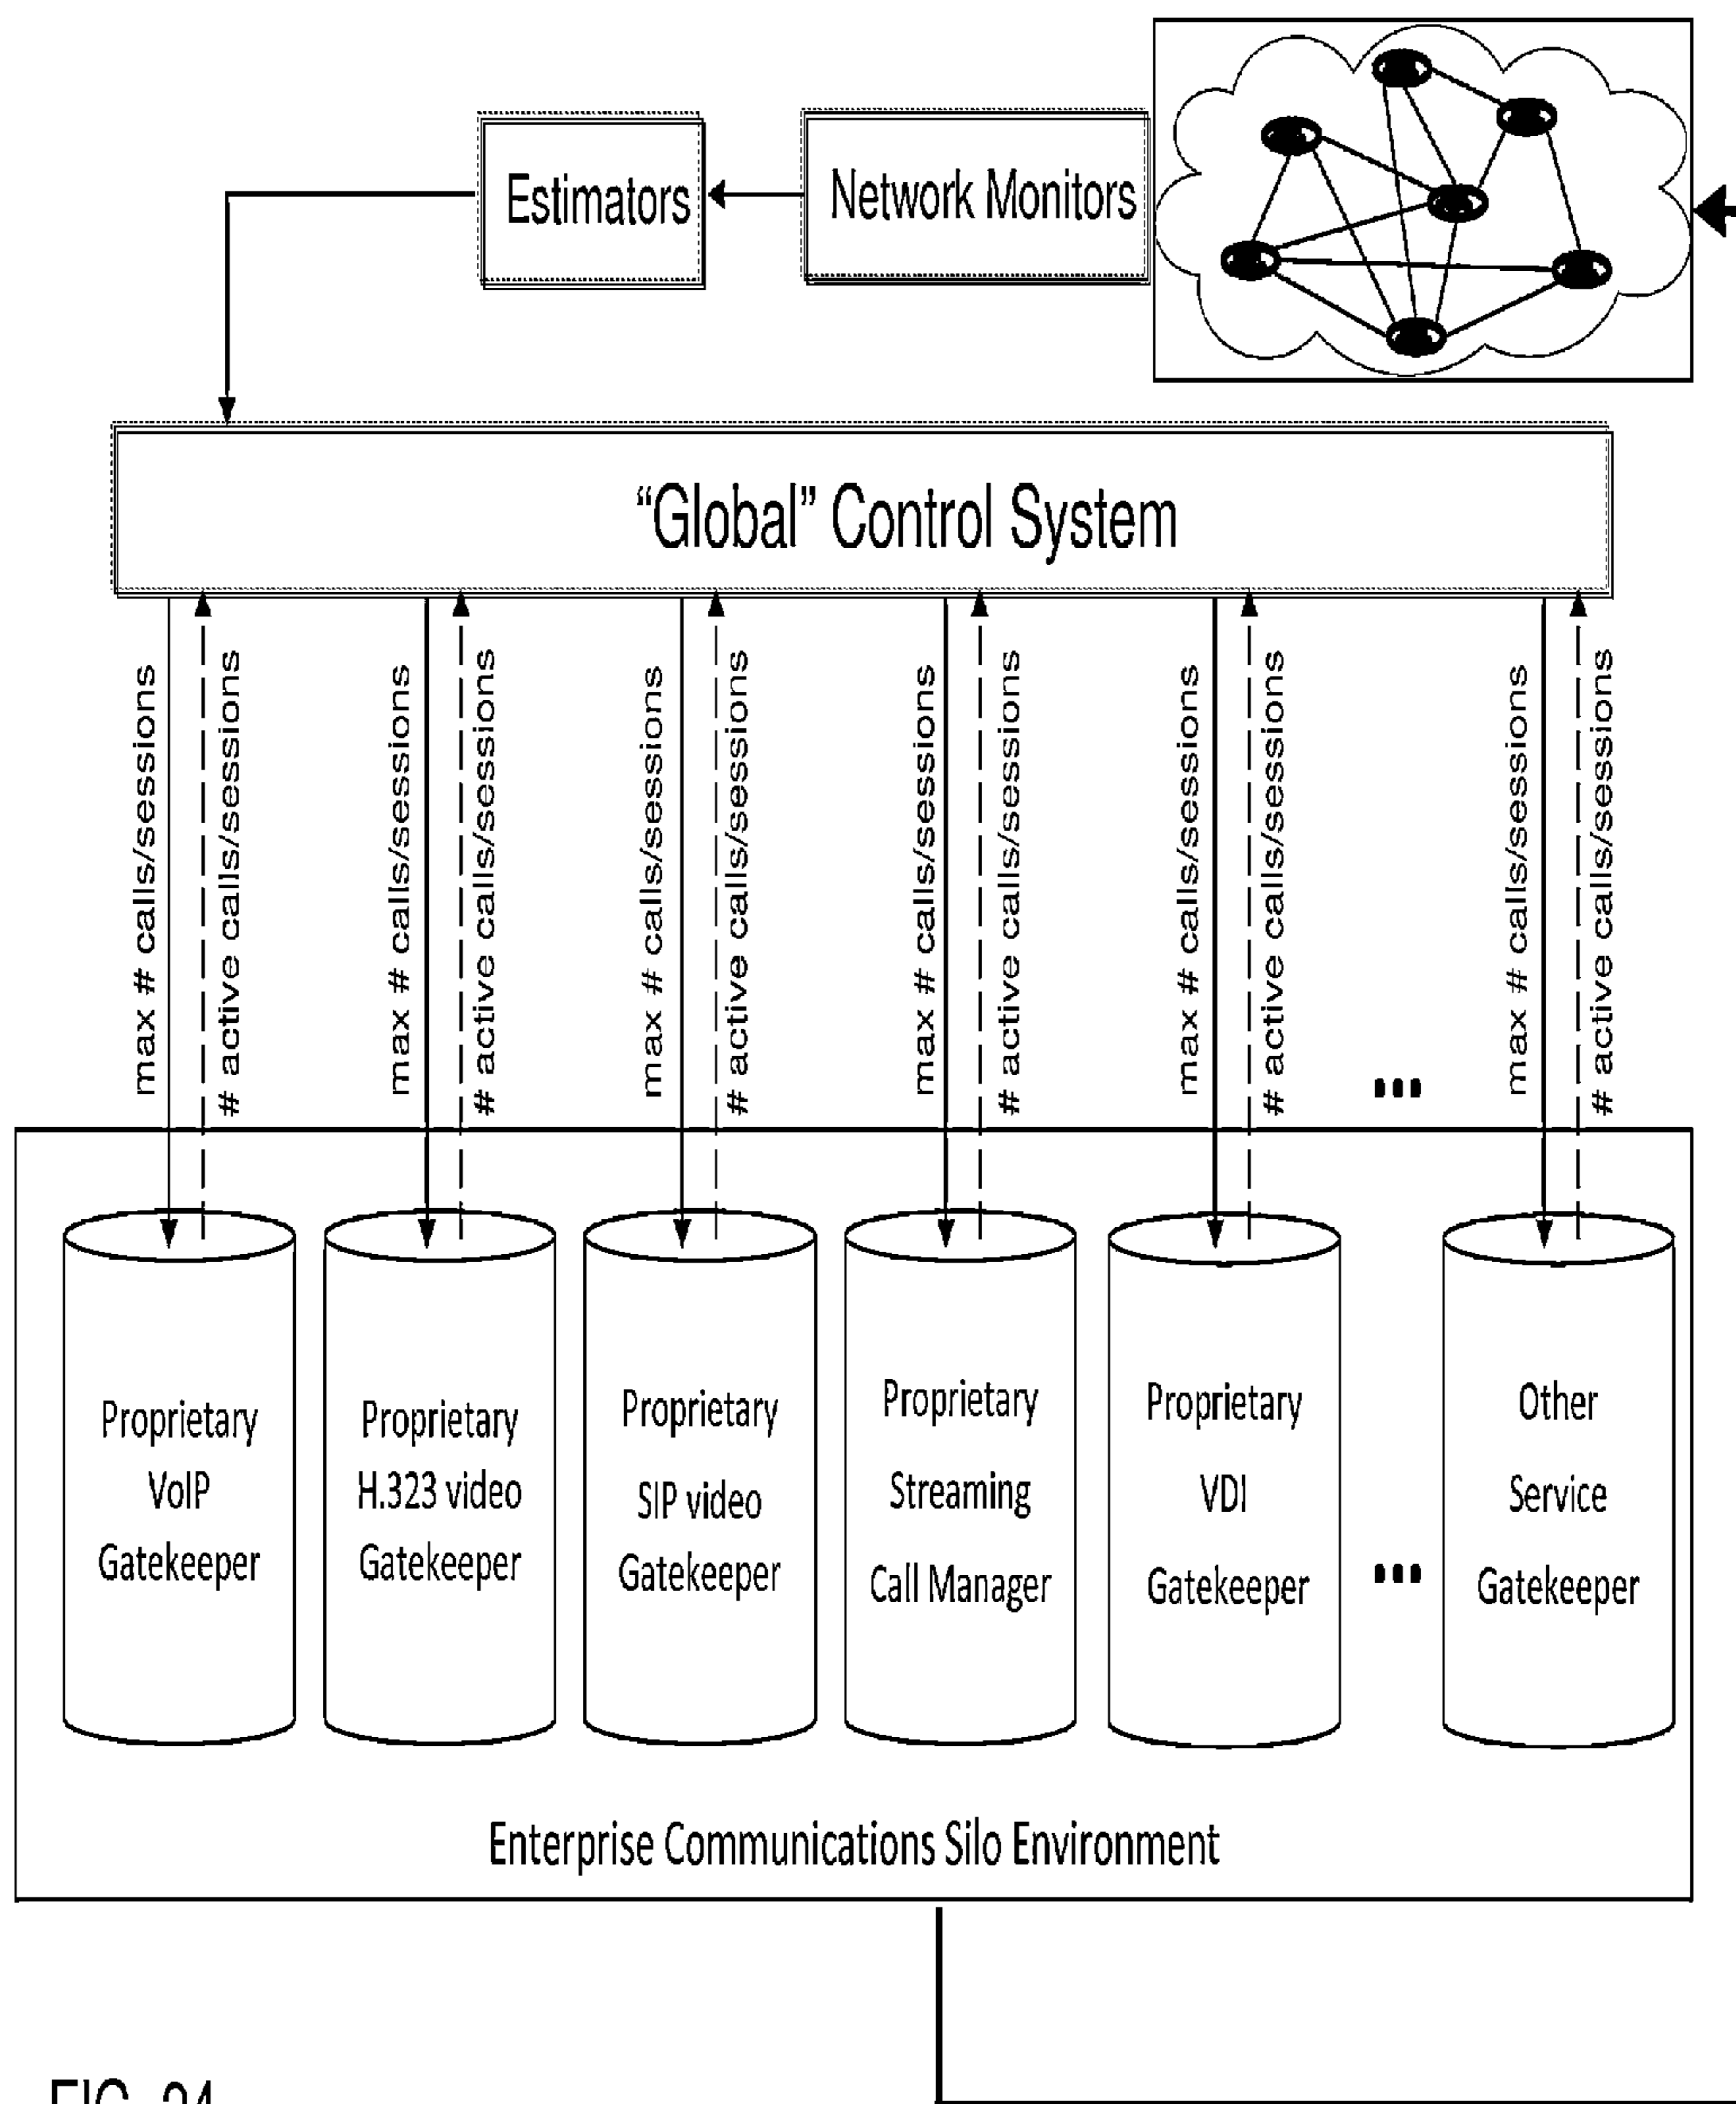 Estimators
Network Monitors
“Global” Control System
max # calls/sessions
# active calls/sessions
max # calls/sessions
# active calls/sessions
max # calls/sessions
# active calls/sessions
max # calls/sessions
# active calls/sessions
max # calls/sessions
# active calls/sessions
...
max # calls/sessions
# active calls/sessions
Proprietary
VoIP
Gatekeeper
Proprietary
H.323 video
Gatekeeper
Proprietary
SIP video
Gatekeeper
Proprietary
Streaming
Call Manager
Proprietary
VDI
Gatekeeper
...
Other
Service
Gatekeeper
Enterprise Communications Silo Environment